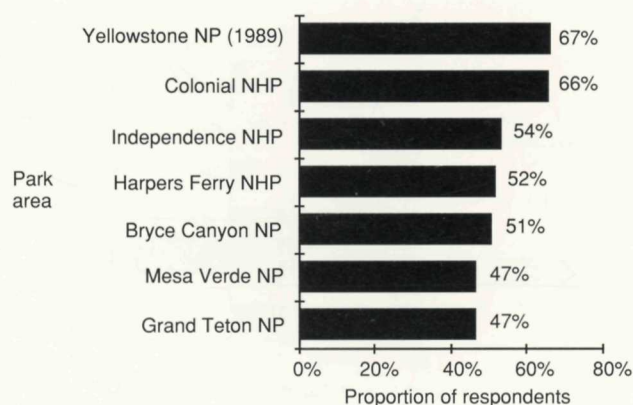 Yellowstone NP (1989) 67%
Colonial NHP 66%
Independence NHP 54%
Park
area
Harpers Ferry NHP 52%
Bryce Canyon NP 51%
Mesa Verde NP 47%
Grand Teton NP 47%
0% 20% 40% 60% 80%
Proportion of respondents